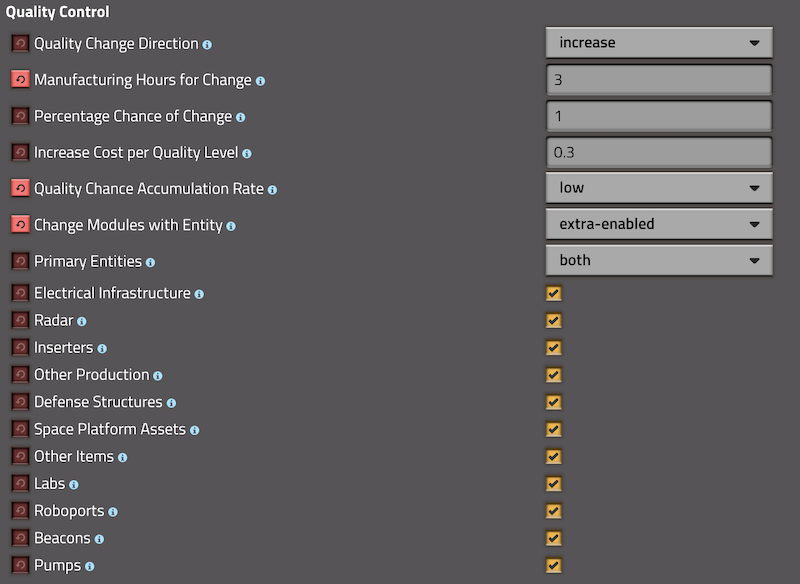 Quality Control
Quality Change Direction increase
Manufacturing Hours for Change 3
Percentage Chance of Change 1
Increase Cost per Quality Level 0.3
Quality Chance Accumulation Rate low
Change Modules with Entity extra-enabled
Primary Entities both
Electrical Infrastructure
Radar
Inserters
Other Production
Defense Structures
Space Platform Assets
Other Items
Labs
Roboports
Beacons
Pumps